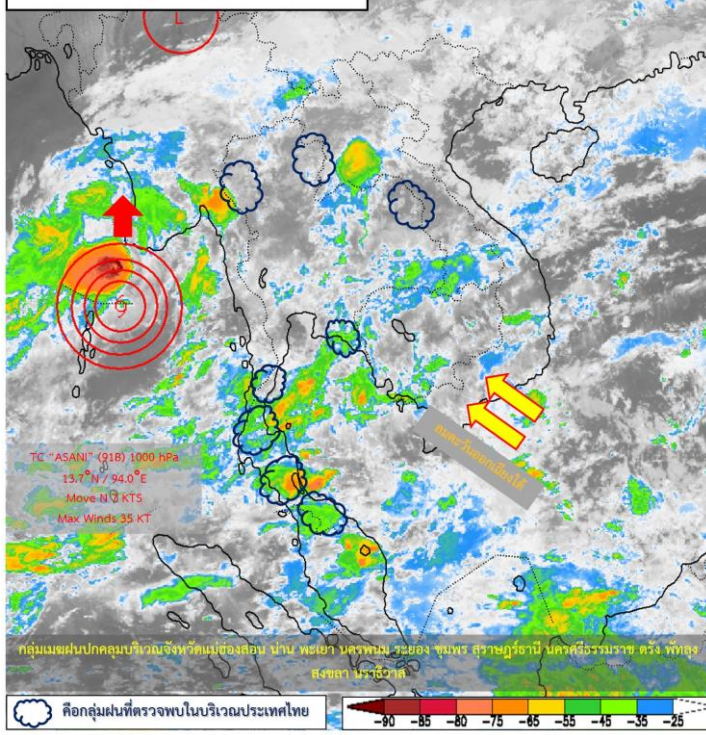 L
TC "ASANI" (91B) 1000 hPa
13.7°N / 94.0°E
Move N 7 KTS
Max Winds 35 KT
ลมตะวันออกเฉียงใต้
กลุ่มเมฆฝนปกคลุมบริเวณจังหวัดแม่ฮ่องสอน น่าน พะเยา นครพนม ระยอง ชุมพร สุราษฎร์ธานี นครศรีธรรมราช ตรัง พัทลุง
สงขลา นราธิวาส
คือกลุ่มฝนที่ตรวจพบในบริเวณประเทศไทย
-90 -85 -80 -75 -65 -55 -45 -35 -25